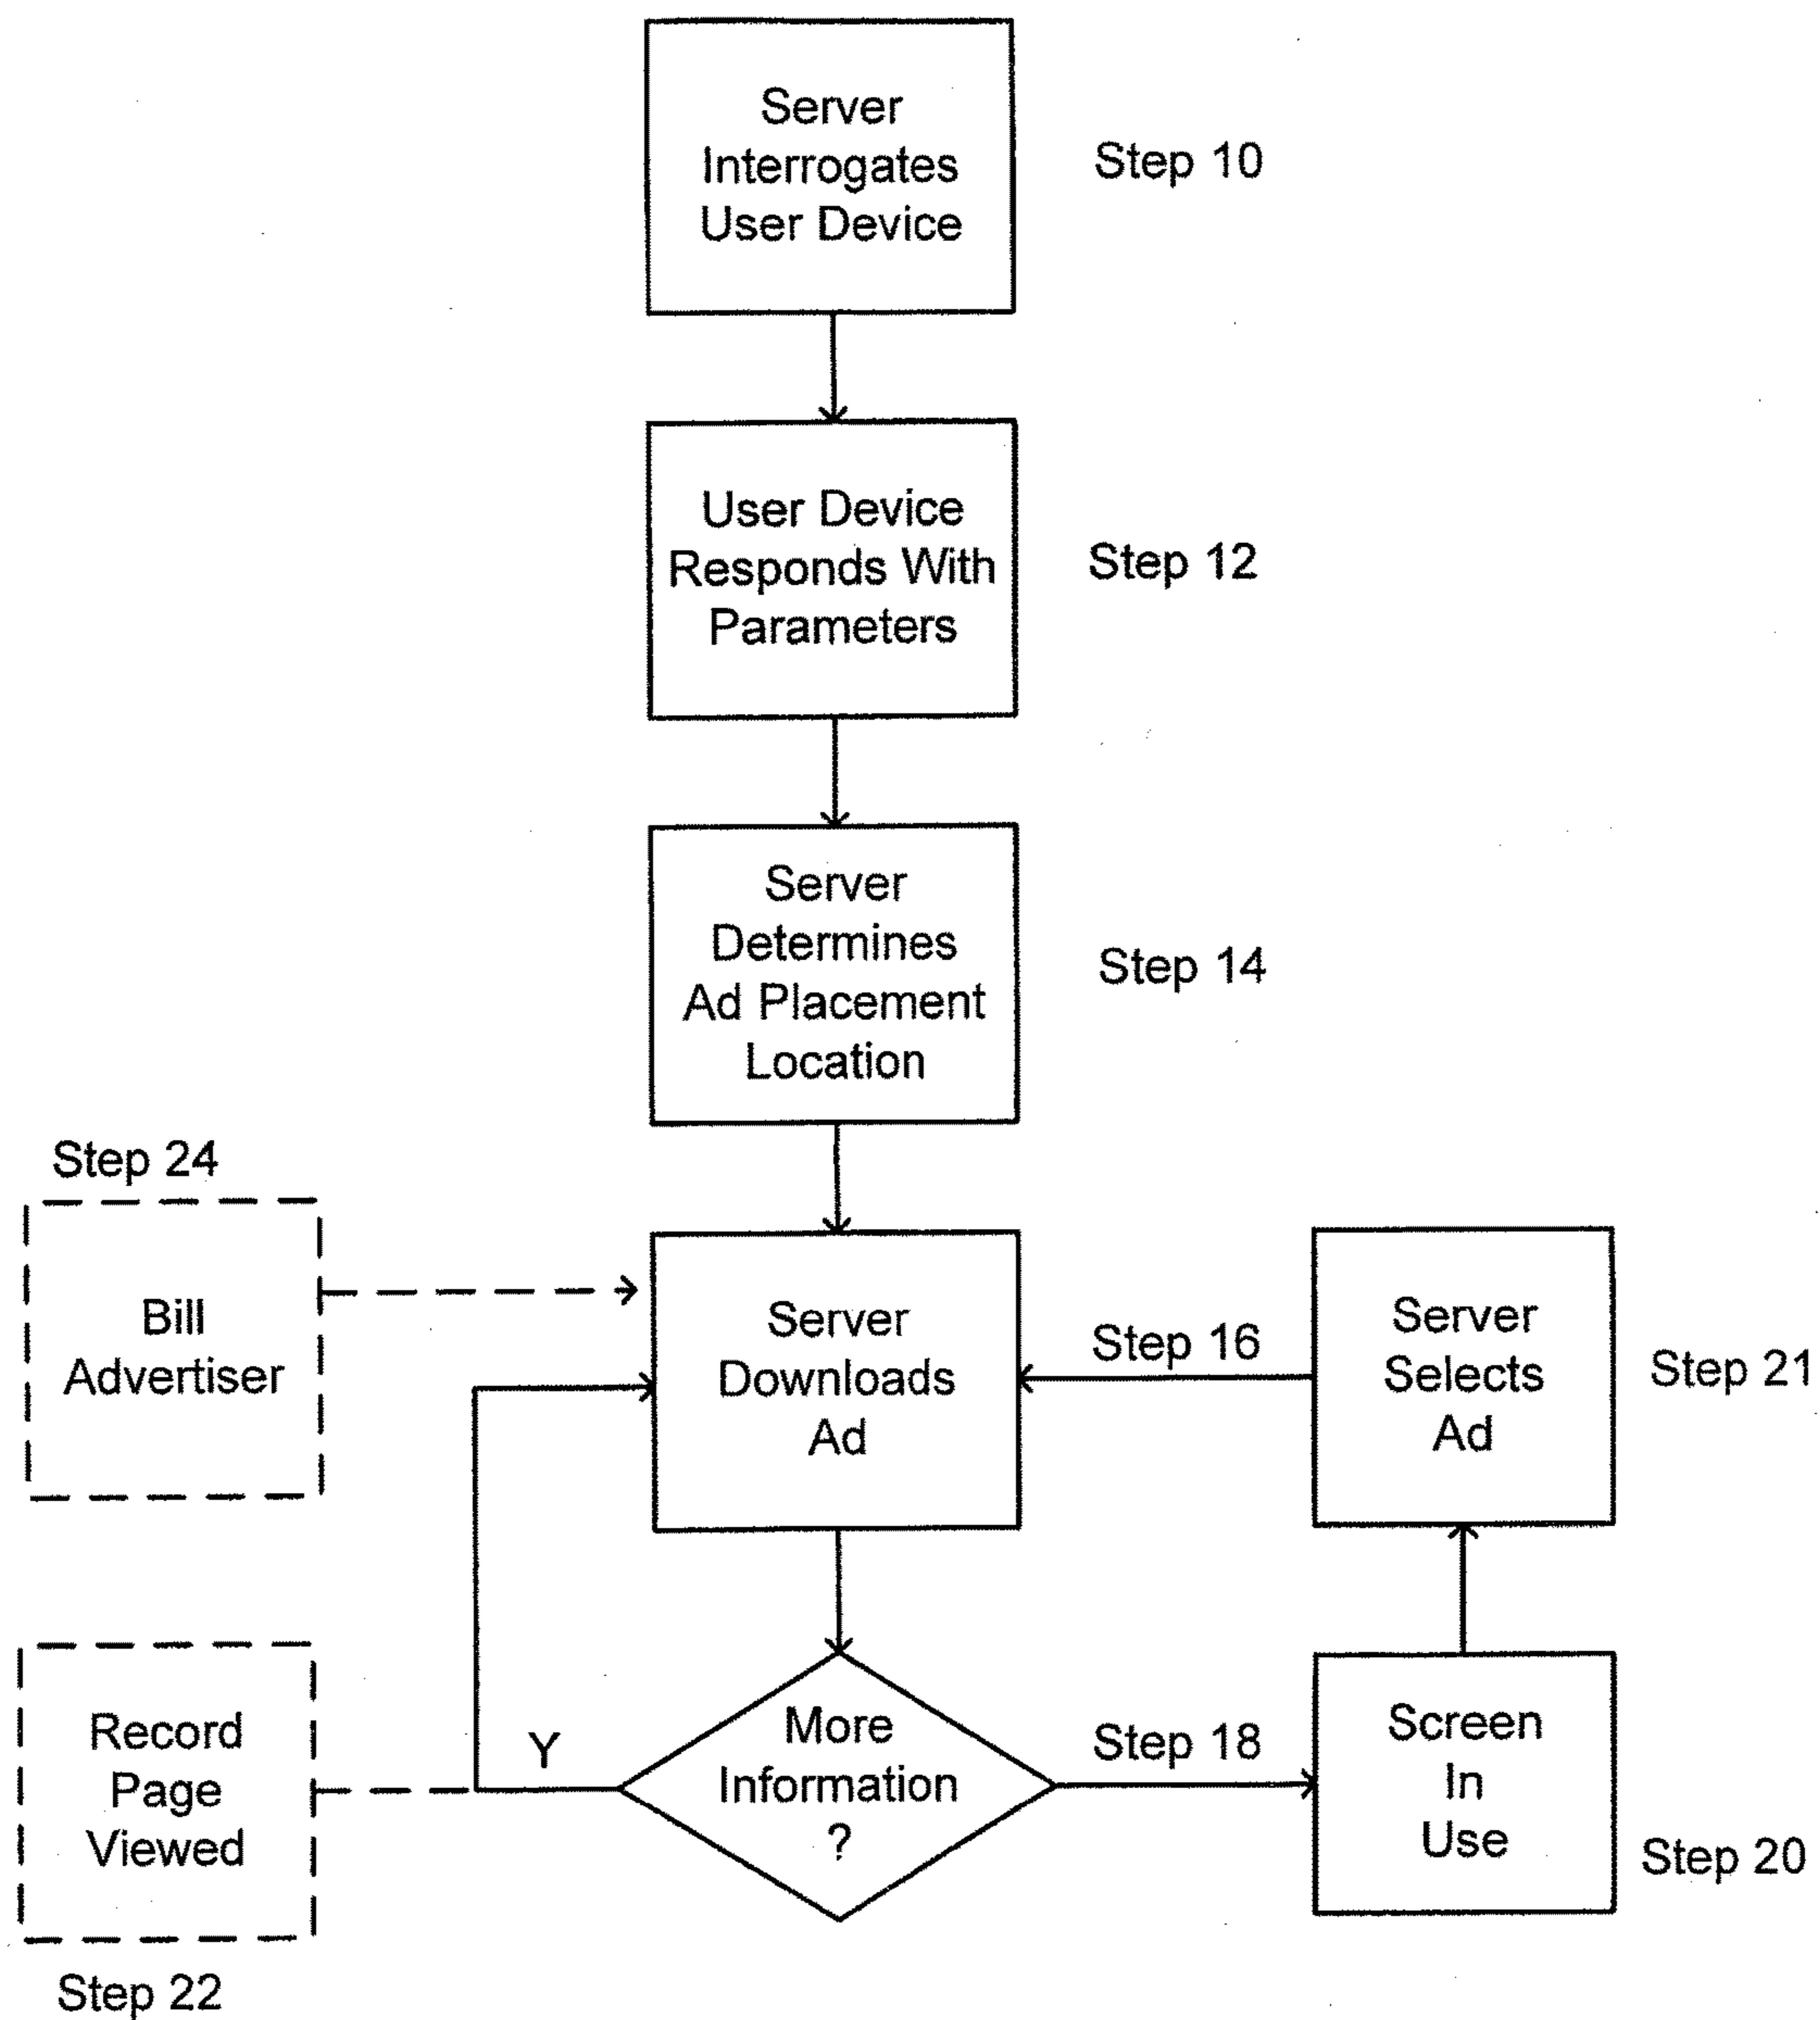 Server
Interrogates
User Device
Step 10
User Device
Responds With
Parameters
Step 12
Server
Determines
Ad Placement
Location
Step 14
Step 24
Bill
Advertiser
Server
Downloads
Ad
Step 16
Server
Selects
Ad
Step 21
Record
Page
Viewed
Step 22
Y
More
Information
?
Step 18
Screen
In
Use
Step 20